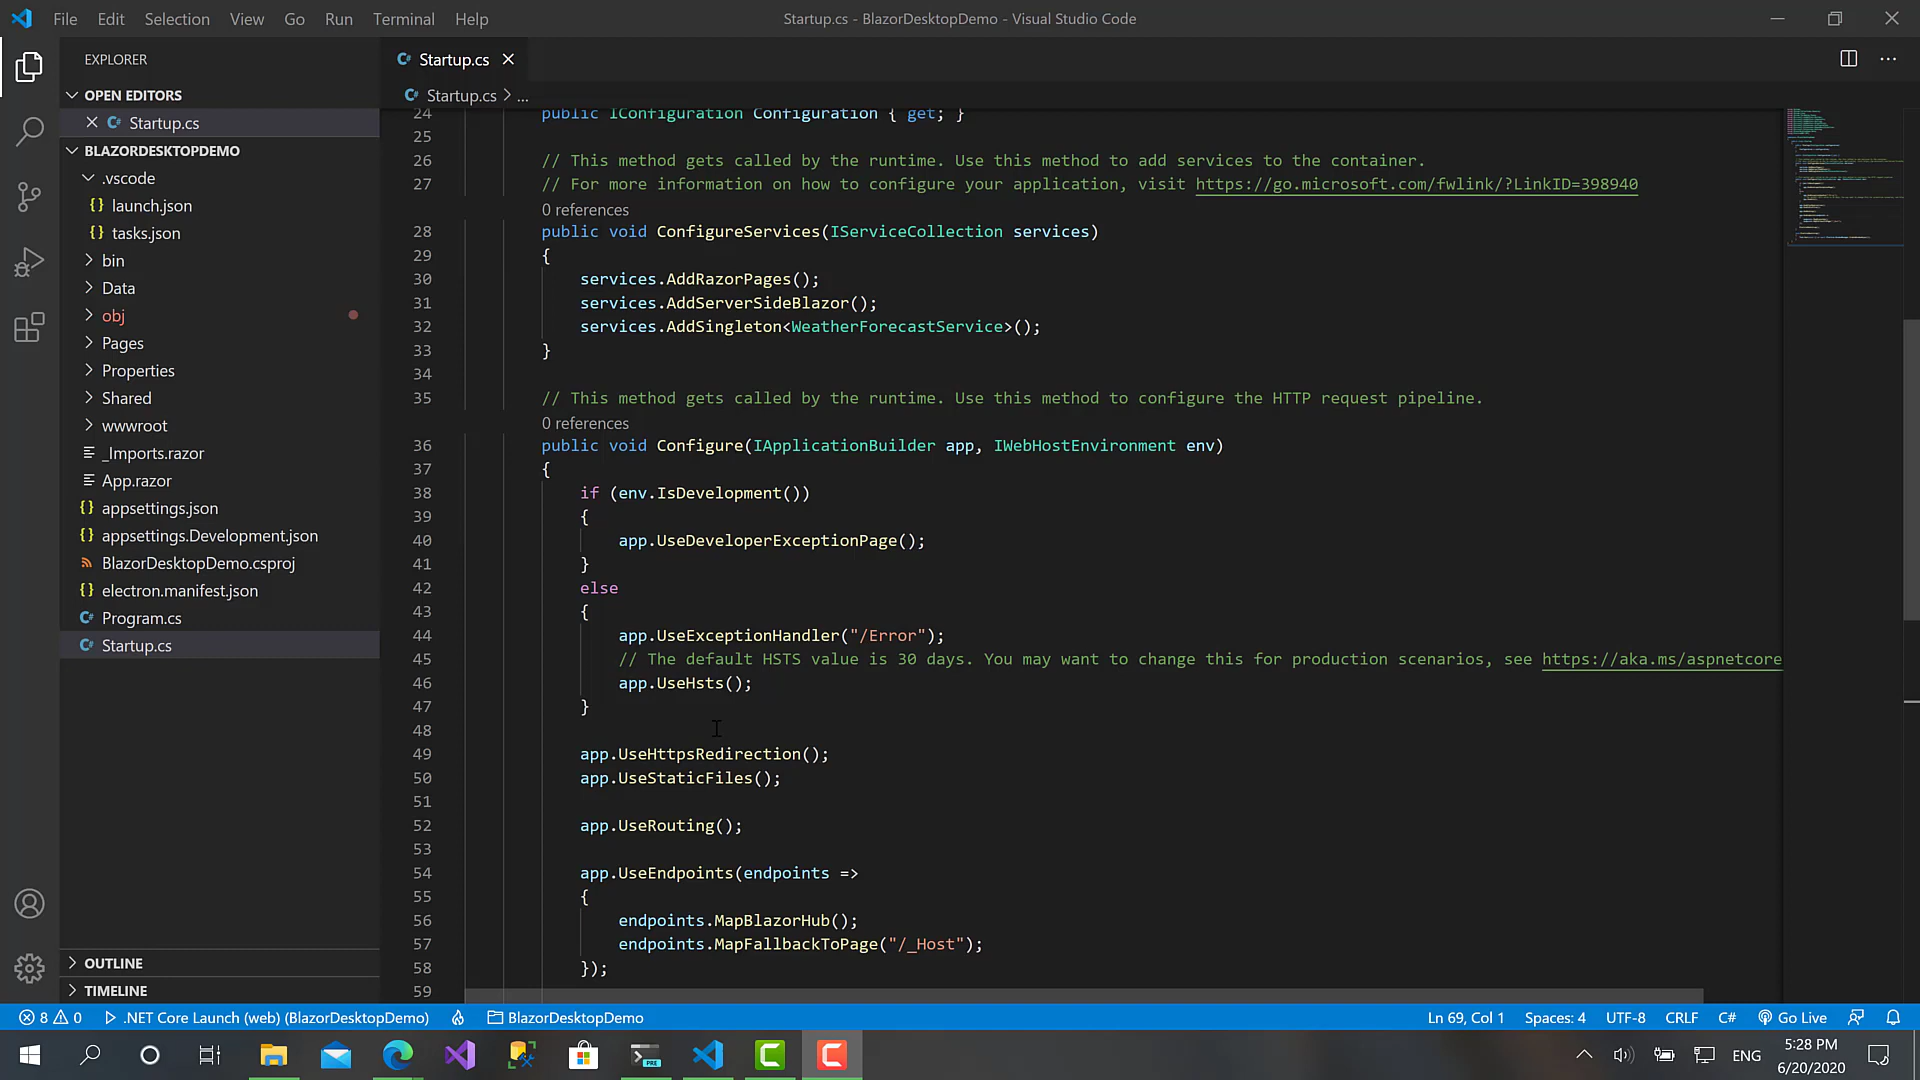 File Edit Selection View Go Run Terminal Help
Startup.cs - BlazorDesktopDemo - Visual Studio Code
EXPLORER
OPEN EDITORS
Startup.cs
BLAZORDESKTOPDEMO
.vscode
launch.json
tasks.json
bin
Data
obj
Pages
Properties
Shared
wwwroot
_Imports.razor
App.razor
appsettings.json
appsettings.Development.json
BlazorDesktopDemo.csproj
electron.manifest.json
Program.cs
Startup.cs
OUTLINE
TIMELINE
Startup.cs
Startup.cs > ...
24 public IConfiguration Configuration { get; }
25
26 // This method gets called by the runtime. Use this method to add services to the container.
27 // For more information on how to configure your application, visit https://go.microsoft.com/fwlink/?LinkID=398940
0 references
28 public void ConfigureServices(IServiceCollection services)
29 {
30 services.AddRazorPages();
31 services.AddServerSideBlazor();
32 services.AddSingleton<WeatherForecastService>();
33 }
34
35 // This method gets called by the runtime. Use this method to configure the HTTP request pipeline.
0 references
36 public void Configure(IApplicationBuilder app, IWebHostEnvironment env)
37 {
38 if (env.IsDevelopment())
39 {
40 app.UseDeveloperExceptionPage();
41 }
42 else
43 {
44 app.UseExceptionHandler("/Error");
45 // The default HSTS value is 30 days. You may want to change this for production scenarios, see https://aka.ms/aspnetcore
46 app.UseHsts();
47 }
48
49 app.UseHttpsRedirection();
50 app.UseStaticFiles();
51
52 app.UseRouting();
53
54 app.UseEndpoints(endpoints =>
55 {
56 endpoints.MapBlazorHub();
57 endpoints.MapFallbackToPage("/_Host");
58 });
59
8 0 .NET Core Launch (web) (BlazorDesktopDemo) BlazorDesktopDemo
Ln 69, Col 1 Spaces: 4 UTF-8 CRLF C# Go Live
PRE
ENG
5:28 PM
6/20/2020